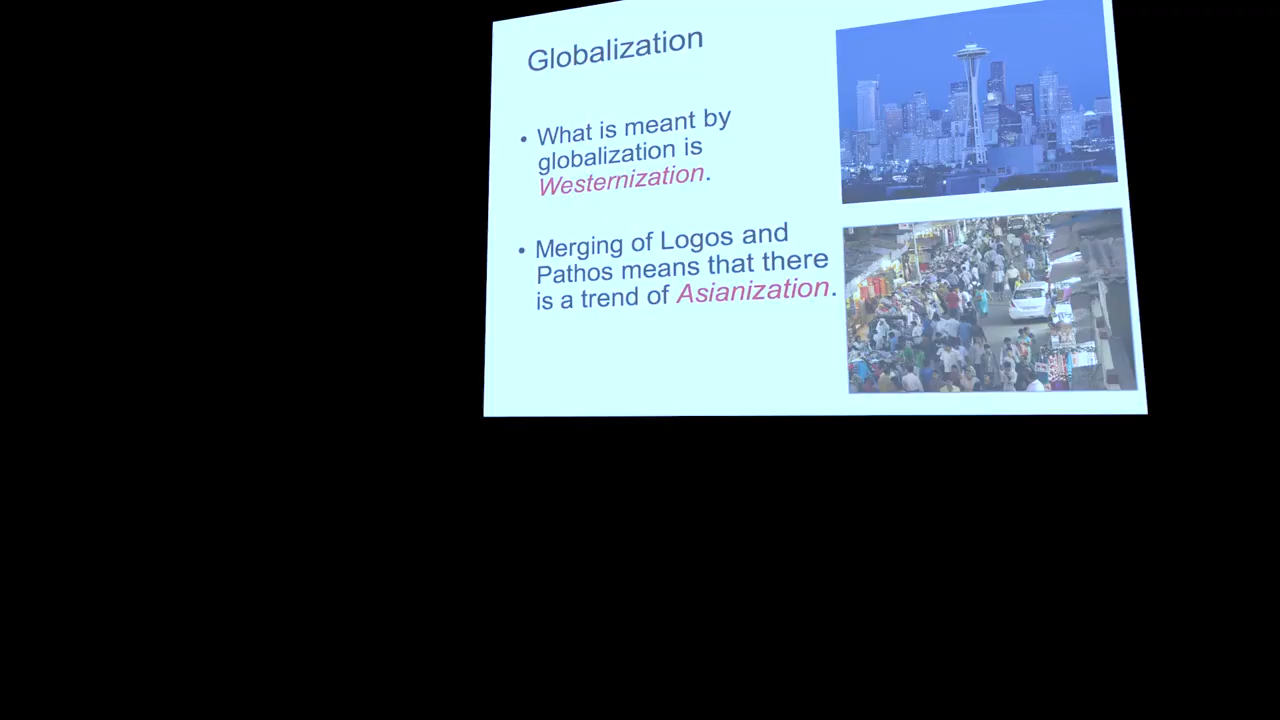 Globalization
• What is meant by
globalization is
Westernization.
• Merging of Logos and
Pathos means that there
is a trend of Asianization.